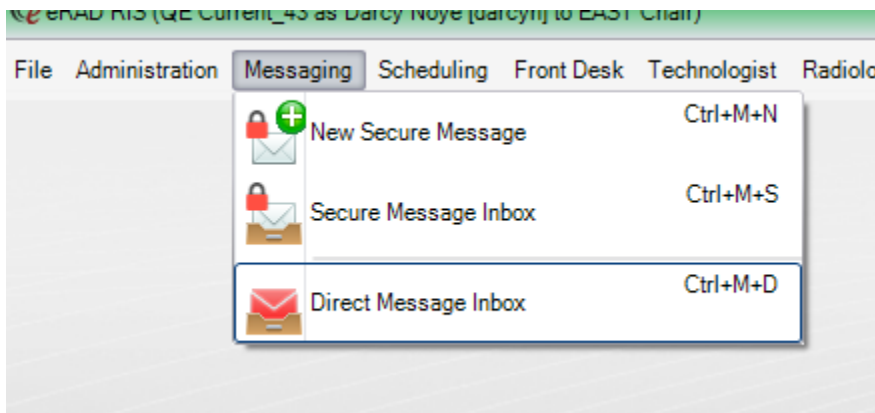 eRAD RIS (QE Current_43 as Darcy Noye [darcyn] to EAST Chair)
File Administration Messaging Scheduling Front Desk Technologist
New Secure Message Ctrl+M+N
Secure Message Inbox Ctrl+M+S
Direct Message Inbox Ctrl+M+D